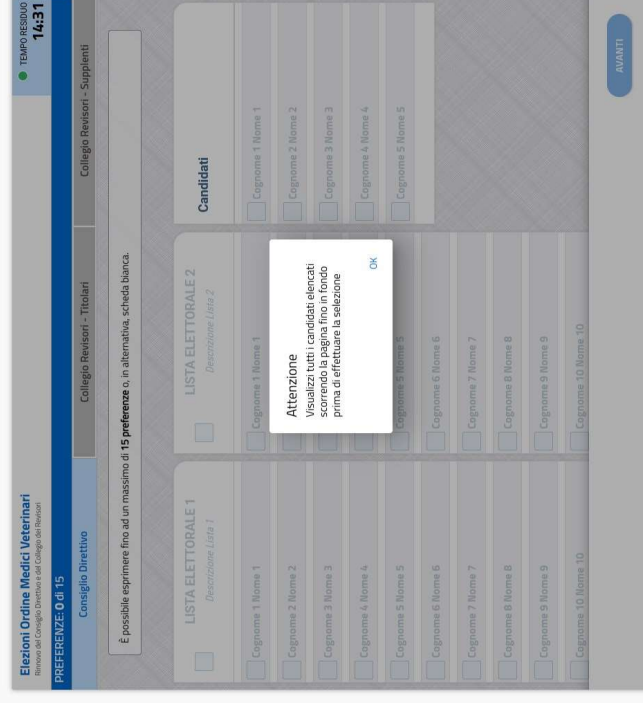 Elezioni Ordine Medici Veterinari
Rinnovo del Consiglio Direttivo e del Collegio dei Revisori
TEMPO RESIDUO
14:31
PREFERENZE: 0 di 15
Consiglio Direttivo
Collegio Revisori - Titolari
Collegio Revisori - Supplenti
È possibile esprimere fino ad un massimo di 15 preferenze o, in alternativa, scheda bianca.
LISTA ELETTORALE 1
Descrizione Lista 1
Cognome 1 Nome 1
Cognome 2 Nome 2
Cognome 3 Nome 3
Cognome 4 Nome 4
Cognome 5 Nome 5
Cognome 6 Nome 6
Cognome 7 Nome 7
Cognome 8 Nome 8
Cognome 9 Nome 9
Cognome 10 Nome 10
LISTA ELETTORALE 2
Descrizione Lista 2
Cognome 1 Nome 1
Attenzione
Visualizzi tutti i candidati elencati
scorrendo la pagina fino in fondo
prima di effettuare la selezione
OK
Cognome 5 Nome 5
Cognome 6 Nome 6
Cognome 7 Nome 7
Cognome 8 Nome 8
Cognome 9 Nome 9
Cognome 10 Nome 10
Candidati
Cognome 1 Nome 1
Cognome 2 Nome 2
Cognome 3 Nome 3
Cognome 4 Nome 4
Cognome 5 Nome 5
AVANTI